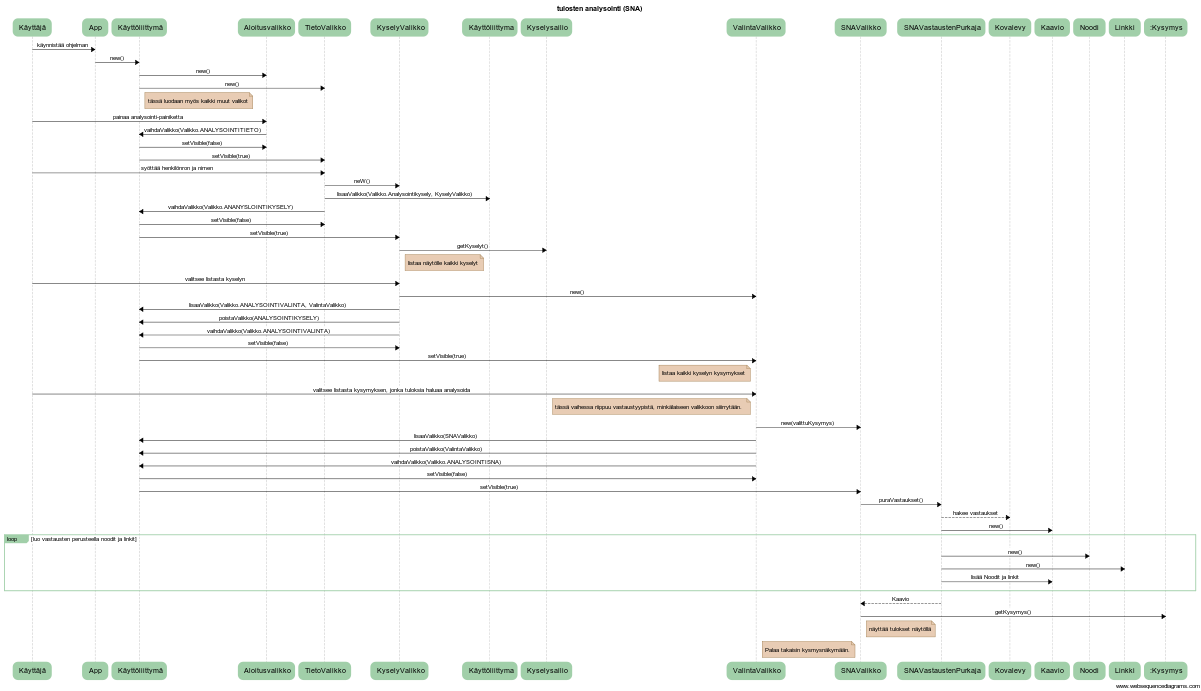 tulosten analysointi (SNA)
Käyttäjä App Käyttöliittymä Aloitusvalikko TietoValikko KyselyValikko Käyttölittyma Kyselysailio ValintaValikko SNAValikko SNAVastaustenPurkaja Kovalevy Kaavio Noodi Linkki :Kysymys
käynnistää ohjelman
new()
new()
new()
tässä luodaan myös kaikki muut valikot
painaa analysointi-painiketta
vaihdaValikko(Valikko.ANALYSOINTITIETO)
setVisible(false)
setVisible(true)
syöttää henkilönron ja nimen
neW()
lisaaValikko(Valikko.Analysointikysely, KyselyValikko)
vaihdaValikko(Valikko.ANANYSLOINTIKYSELY)
setVisible(false)
setVisible(true)
getKyselyt()
listaa näytölle kaikki kyselyt
valitsee listasta kyselyn
new()
lisaaValikko(Valikko.ANALYSOINTIVALINTA, ValintaValikko)
poistaValikko(ANALYSOINTIKYSELY)
vaihdaValikko(Valikko.ANALYSOINTIVALINTA)
setVisible(false)
setVisible(true)
listaa kaikki kyselyn kysymykset
valitsee listasta kysymyksen, jonka tuloksia haluaa analysoida
tässä vaihessa riippuu vastaustyypistä, minkälaiseen valikkoon siirrytään.
new(valittuKysymys)
lisaaValikko(SNAValikko)
poistaValikko(ValintaValikko)
vaihdaValikko(Valikko.ANALYSOINTISNA)
setVisible(false)
setVisible(true)
puraVastaukset()
hakee vastaukset
new()
loop [luo vastausten perusteella noodit ja linkit]
new()
new()
lisää Noodit ja linkit
Kaavio
getKysymys()
näyttää tulokset näytöllä
Palaa takaisin kysmysnäkymään.
Käyttäjä App Käyttöliittymä Aloitusvalikko TietoValikko KyselyValikko Käyttölittyma Kyselysailio ValintaValikko SNAValikko SNAVastaustenPurkaja Kovalevy Kaavio Noodi Linkki :Kysymys
www.websequencediagrams.com